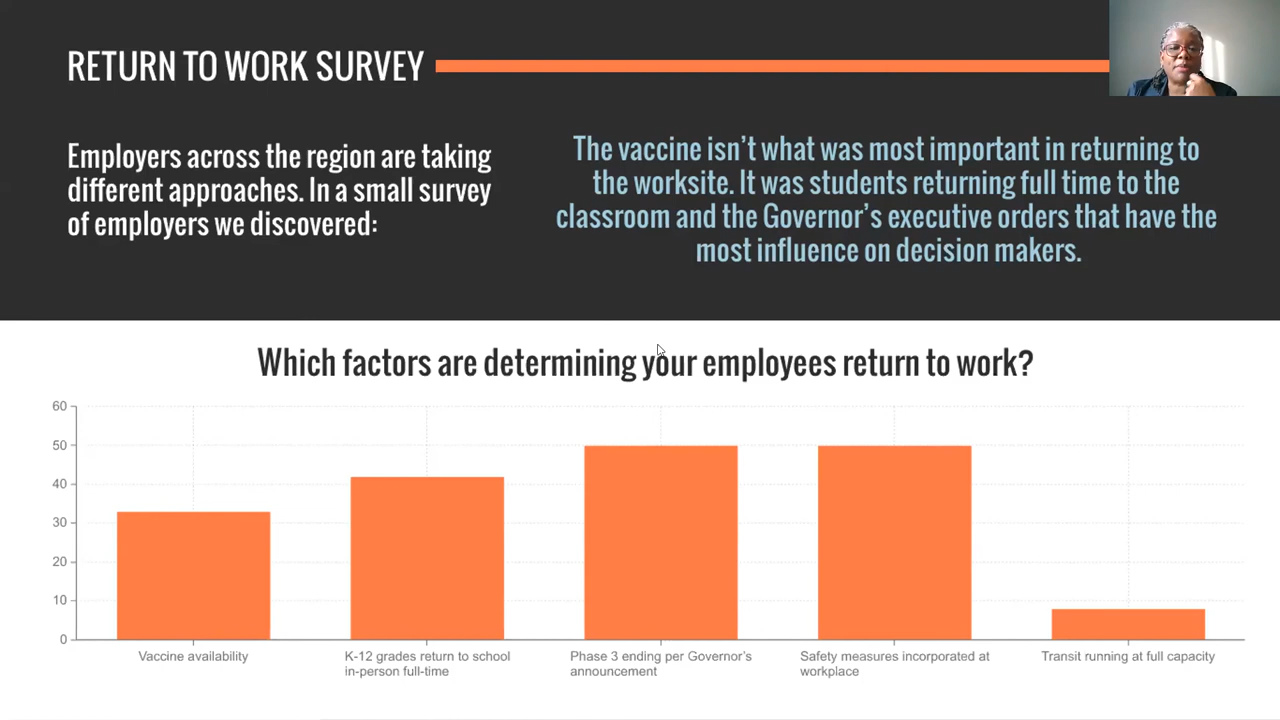 RETURN TO WORK SURVEY
Employers across the region are taking
different approaches. In a small survey
of employers we discovered:
The vaccine isn’t what was most important in returning to
the worksite. It was students returning full time to the
classroom and the Governor’s executive orders that have the
most influence on decision makers.
Which factors are determining your employees return to work?
60
50
40
30
20
10
0
Vaccine availability
K-12 grades return to school
in-person full-time
Phase 3 ending per Governor’s
announcement
Safety measures incorporated at
workplace
Transit running at full capacity